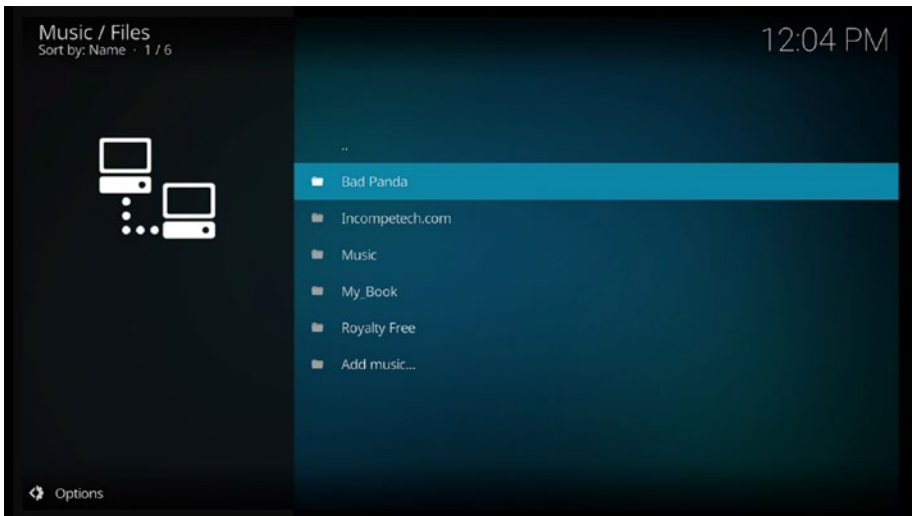 Music / Files
Sort by: Name · 1 / 6
12:04 PM
..
Bad Panda
Incompetech.com
Music
My_Book
Royalty Free
Add music...
Options